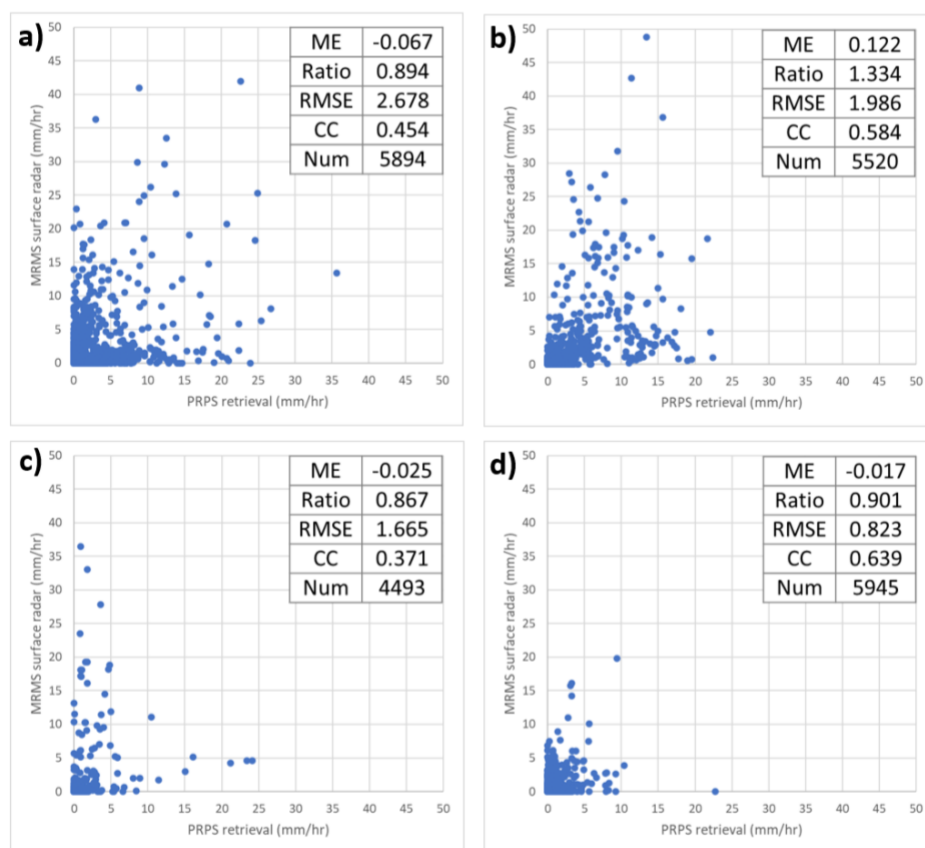 a)
50
45
40
35
30
25
20
15
10
5
0
MRMS surface radar (mm/hr)
0 5 10 15 20 25 30 35 40 45 50
PRPS retrieval (mm/hr)
ME -0.067
Ratio 0.894
RMSE 2.678
CC 0.454
Num 5894
b)
50
45
40
35
30
25
20
15
10
5
0
MRMS surface radar (mm/hr)
0 5 10 15 20 25 30 35 40 45 50
PRPS retrieval (mm/hr)
ME 0.122
Ratio 1.334
RMSE 1.986
CC 0.584
Num 5520
c)
50
45
40
35
30
25
20
15
10
5
0
MRMS surface radar (mm/hr)
0 5 10 15 20 25 30 35 40 45 50
PRPS retrieval (mm/hr)
ME -0.025
Ratio 0.867
RMSE 1.665
CC 0.371
Num 4493
d)
50
45
40
35
30
25
20
15
10
5
0
MRMS surface radar (mm/hr)
0 5 10 15 20 25 30 35 40 45 50
PRPS retrieval (mm/hr)
ME -0.017
Ratio 0.901
RMSE 0.823
CC 0.639
Num 5945